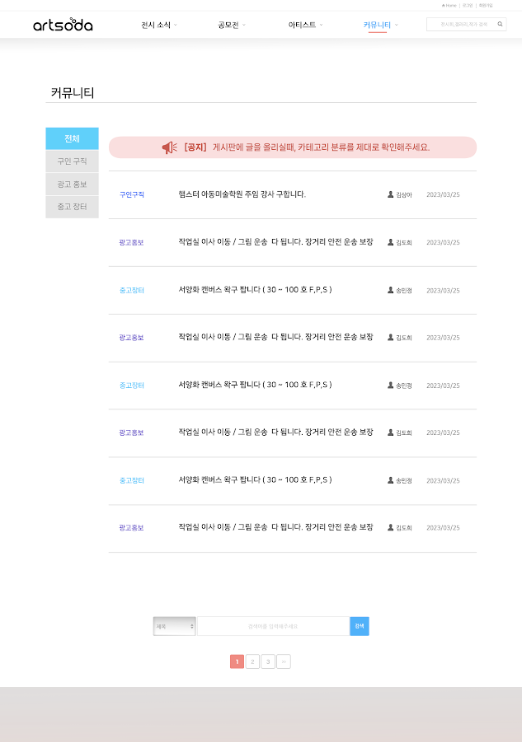 Home | 로그인 | 회원가입
artsoda
전시 소식
공모전
아티스트
커뮤니티
커뮤니티
전체
구인 구직
광고 홍보
중고 장터
[공지] 게시판에 글을 올리실때, 카테고리 분류를 제대로 확인해주세요.
구인구직 햄스터 아동미술학원 주임 강사 구합니다. 김상아 2023/03/25
광고홍보 작업실 이사 이동 / 그림 운송 다 됩니다. 장거리 안전 운송 보장 김도희 2023/03/25
중고장터 서양화 캔버스 왁구 팝니다 ( 30 ~ 100 호 F,P,S ) 송민정 2023/03/25
광고홍보 작업실 이사 이동 / 그림 운송 다 됩니다. 장거리 안전 운송 보장 김도희 2023/03/25
중고장터 서양화 캔버스 왁구 팝니다 ( 30 ~ 100 호 F,P,S ) 송민정 2023/03/25
광고홍보 작업실 이사 이동 / 그림 운송 다 됩니다. 장거리 안전 운송 보장 김도희 2023/03/25
중고장터 서양화 캔버스 왁구 팝니다 ( 30 ~ 100 호 F,P,S ) 송민정 2023/03/25
광고홍보 작업실 이사 이동 / 그림 운송 다 됩니다. 장거리 안전 운송 보장 김도희 2023/03/25
제목
검색어를 입력해주세요
검색
1 2 3